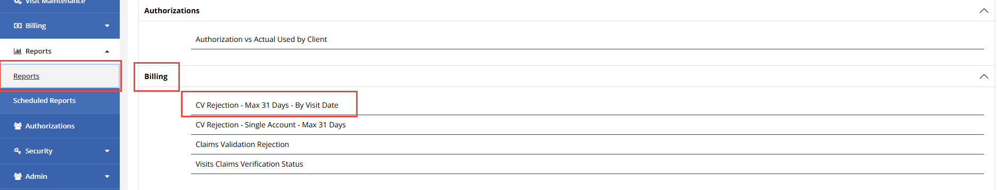 Visit Maintenance
Billing
Reports
Reports
Scheduled Reports
Authorizations
Security
Admin
Authorizations
Authorization vs Actual Used by Client
Billing
CV Rejection - Max 31 Days - By Visit Date
CV Rejection - Single Account - Max 31 Days
Claims Validation Rejection
Visits Claims Verification Status